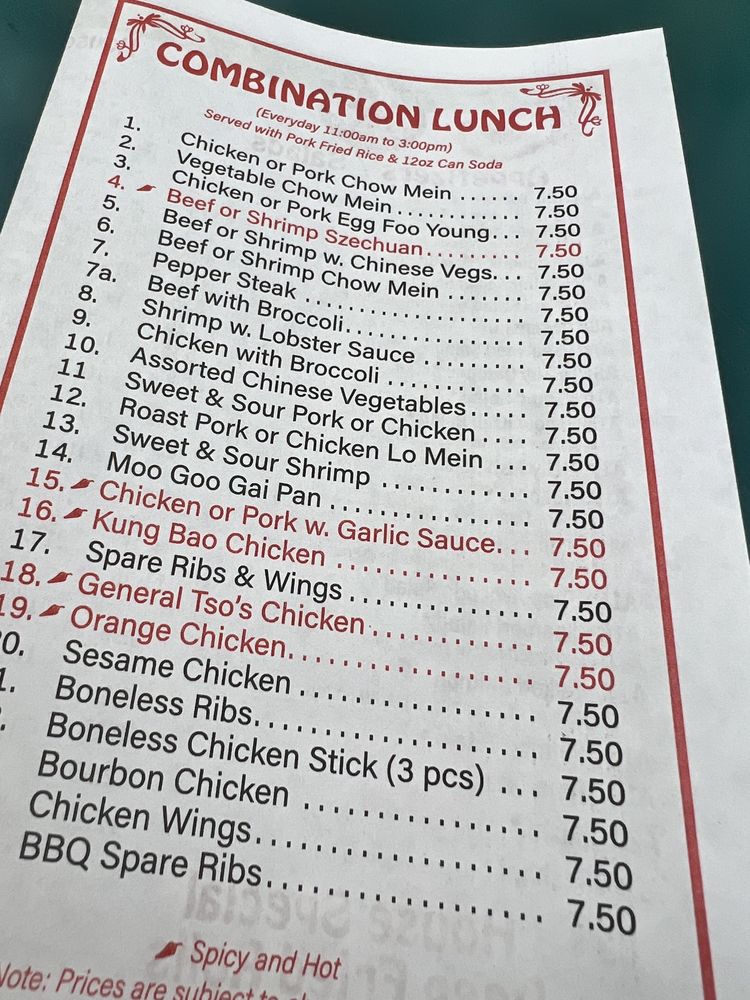 COMBINATION LUNCH
(Everyday 11:00am to 3:00pm)
Served with Pork Fried Rice & 12oz Can Soda
1. Chicken or Pork Chow Mein ...... 7.50
2. Vegetable Chow Mein ............ 7.50
3. Chicken or Pork Egg Foo Young... 7.50
4. Beef or Shrimp Szechuan......... 7.50
5. Beef or Shrimp w. Chinese Vegs... 7.50
6. Beef or Shrimp Chow Mein ....... 7.50
7. Pepper Steak ................... 7.50
7a. Beef with Broccoli................ 7.50
8. Shrimp w. Lobster Sauce ......... 7.50
9. Chicken with Broccoli ............ 7.50
10. Assorted Chinese Vegetables..... 7.50
11 Sweet & Sour Pork or Chicken .... 7.50
12. Roast Pork or Chicken Lo Mein ... 7.50
13. Sweet & Sour Shrimp ............ 7.50
14. Moo Goo Gai Pan ................ 7.50
15. Chicken or Pork w. Garlic Sauce... 7.50
16. Kung Bao Chicken ............... 7.50
17. Spare Ribs & Wings.............. 7.50
18. General Tso's Chicken ............ 7.50
19. Orange Chicken.................. 7.50
0. Sesame Chicken ................. 7.50
1. Boneless Ribs.................... 7.50
Boneless Chicken Stick (3 pcs) ... 7.50
Bourbon Chicken ................ 7.50
Chicken Wings................... 7.50
BBQ Spare Ribs.................. 7.50
Spicy and Hot
Note: Prices are subject to